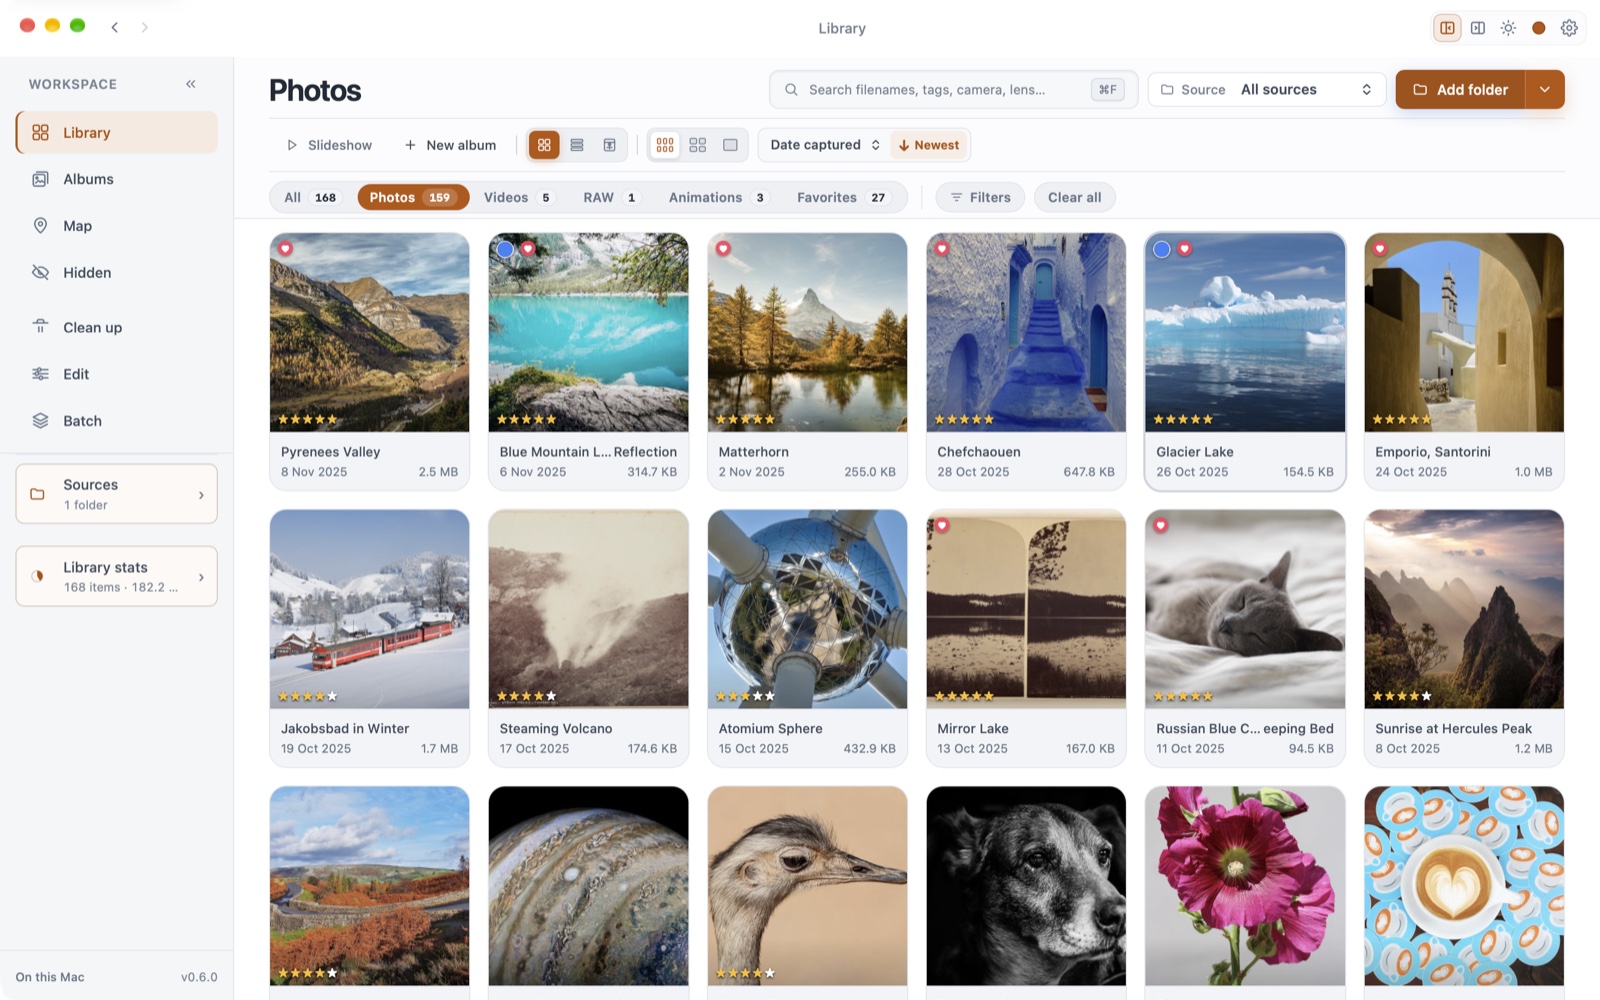 Library
WORKSPACE
Library
Albums
Map
Hidden
Clean up
Edit
Batch
Sources
1 folder
Library stats
168 items · 182.2 ...
On this Mac v0.6.0
Photos
Search filenames, tags, camera, lens... ⌘F
Source All sources
Add folder
Slideshow
New album
Date captured
Newest
All 168
Photos 159
Videos 5
RAW 1
Animations 3
Favorites 27
Filters
Clear all
Pyrenees Valley
8 Nov 2025 2.5 MB
Blue Mountain L... Reflection
6 Nov 2025 314.7 KB
Matterhorn
2 Nov 2025 255.0 KB
Chefchaouen
28 Oct 2025 647.8 KB
Glacier Lake
26 Oct 2025 154.5 KB
Emporio, Santorini
24 Oct 2025 1.0 MB
Jakobsbad in Winter
19 Oct 2025 1.7 MB
Steaming Volcano
17 Oct 2025 174.6 KB
Atomium Sphere
15 Oct 2025 432.9 KB
Mirror Lake
13 Oct 2025 167.0 KB
Russian Blue C... eeping Bed
11 Oct 2025 94.5 KB
Sunrise at Hercules Peak
8 Oct 2025 1.2 MB